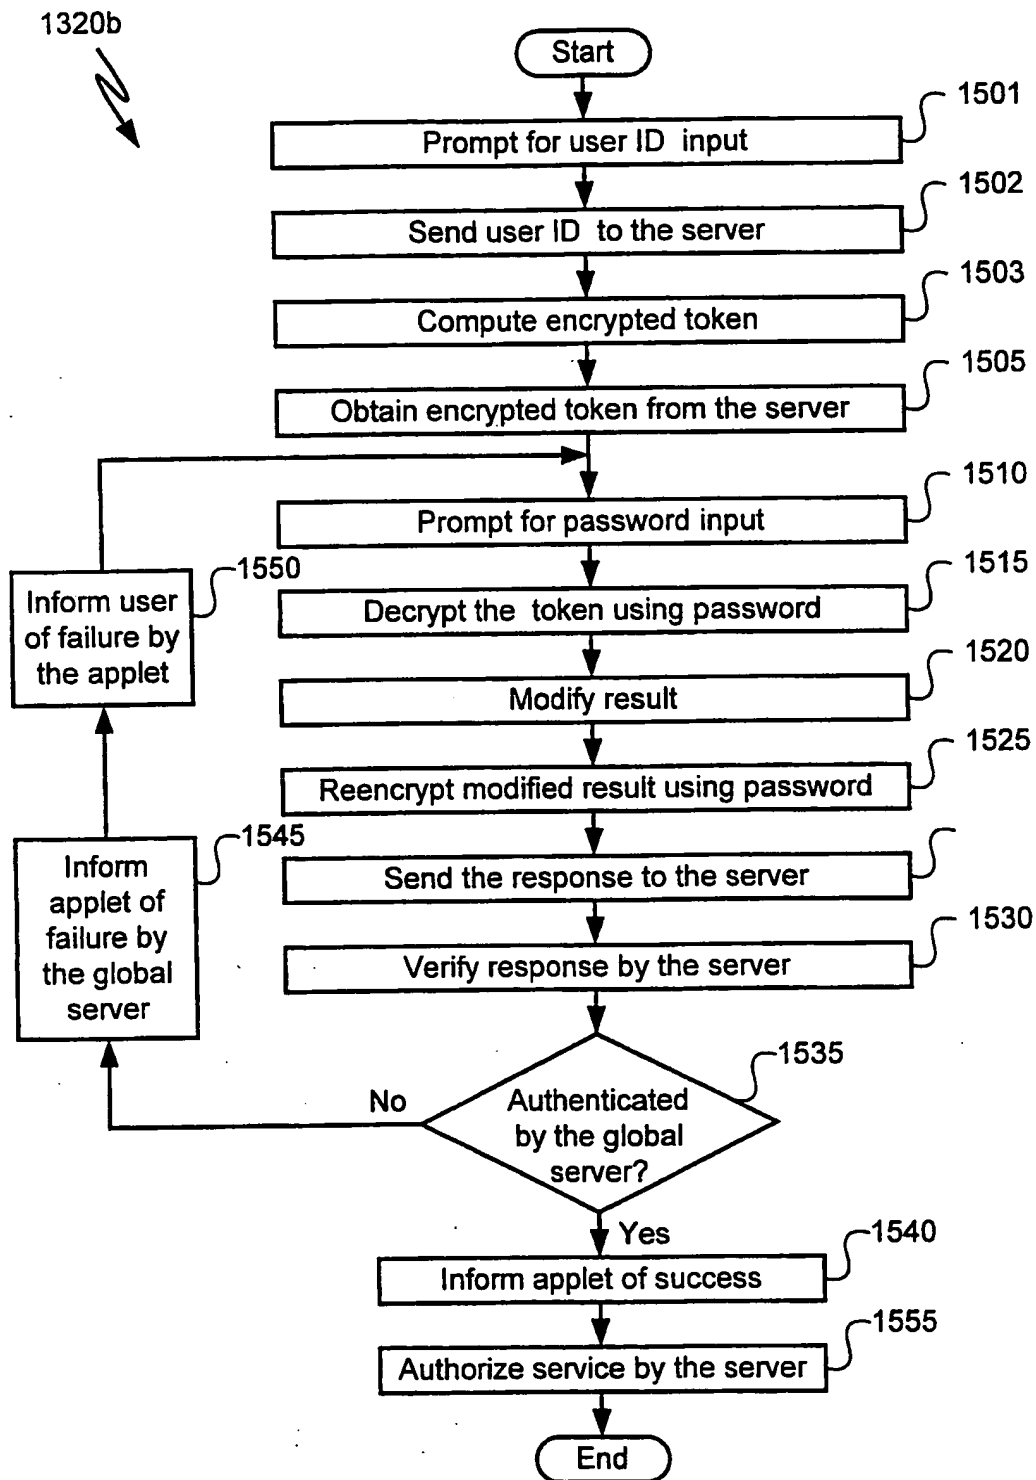 1320b
Start
1501
Prompt for user ID input
1502
Send user ID to the server
1503
Compute encrypted token
1505
Obtain encrypted token from the server
1510
Prompt for password input
1515
Decrypt the token using password
1520
Modify result
1525
Reencrypt modified result using password
Send the response to the server
1530
Verify response by the server
1535
Authenticated
by the global
server?
No
1545
Inform
applet of
failure by
the global
server
1550
Inform user
of failure by
the applet
Yes
1540
Inform applet of success
1555
Authorize service by the server
End